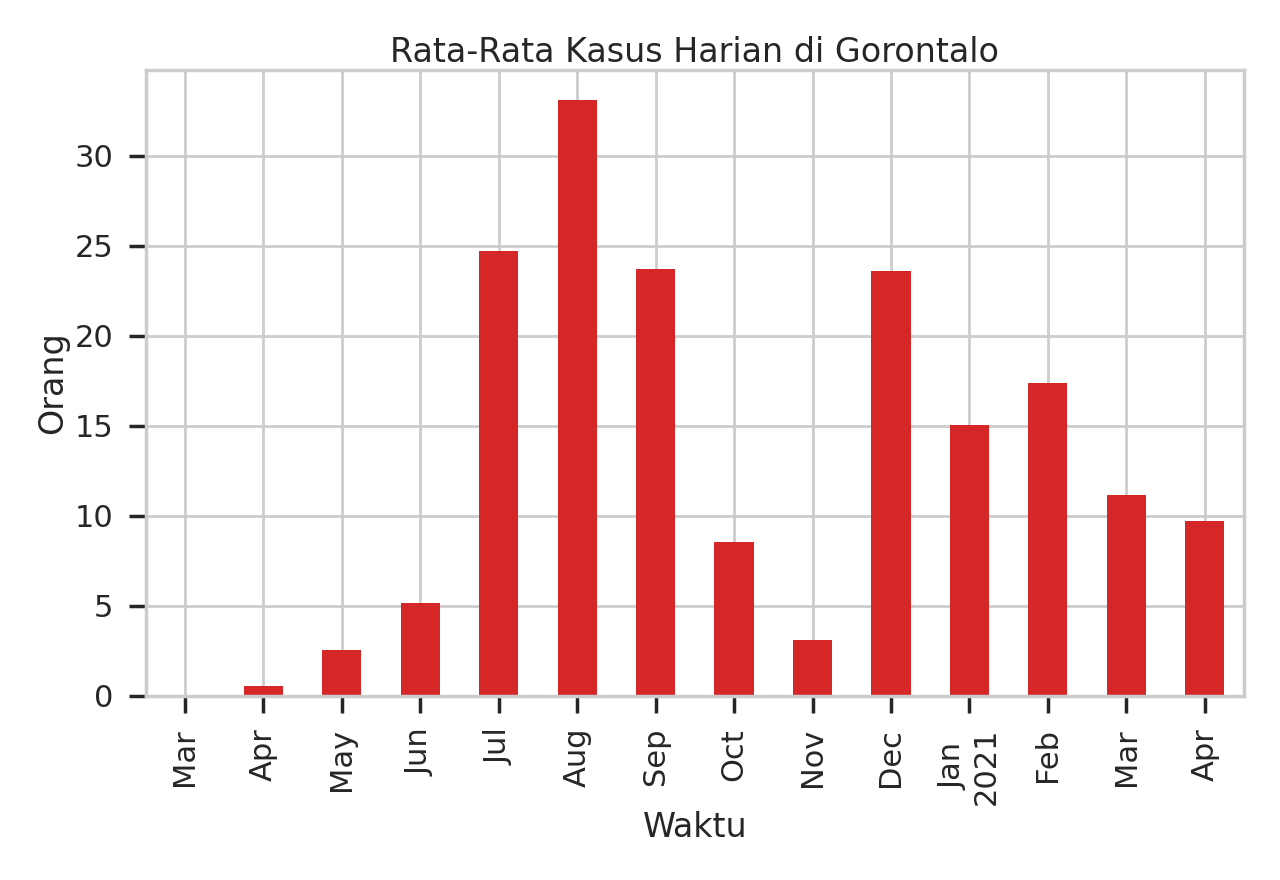 Rata-Rata Kasus Harian di Gorontalo
Orang
30
25
20
15
10
5
0
Mar
Apr
May
Jun
Jul
Aug
Sep
Oct
Nov
Dec
Jan
2021
Feb
Mar
Apr
Waktu